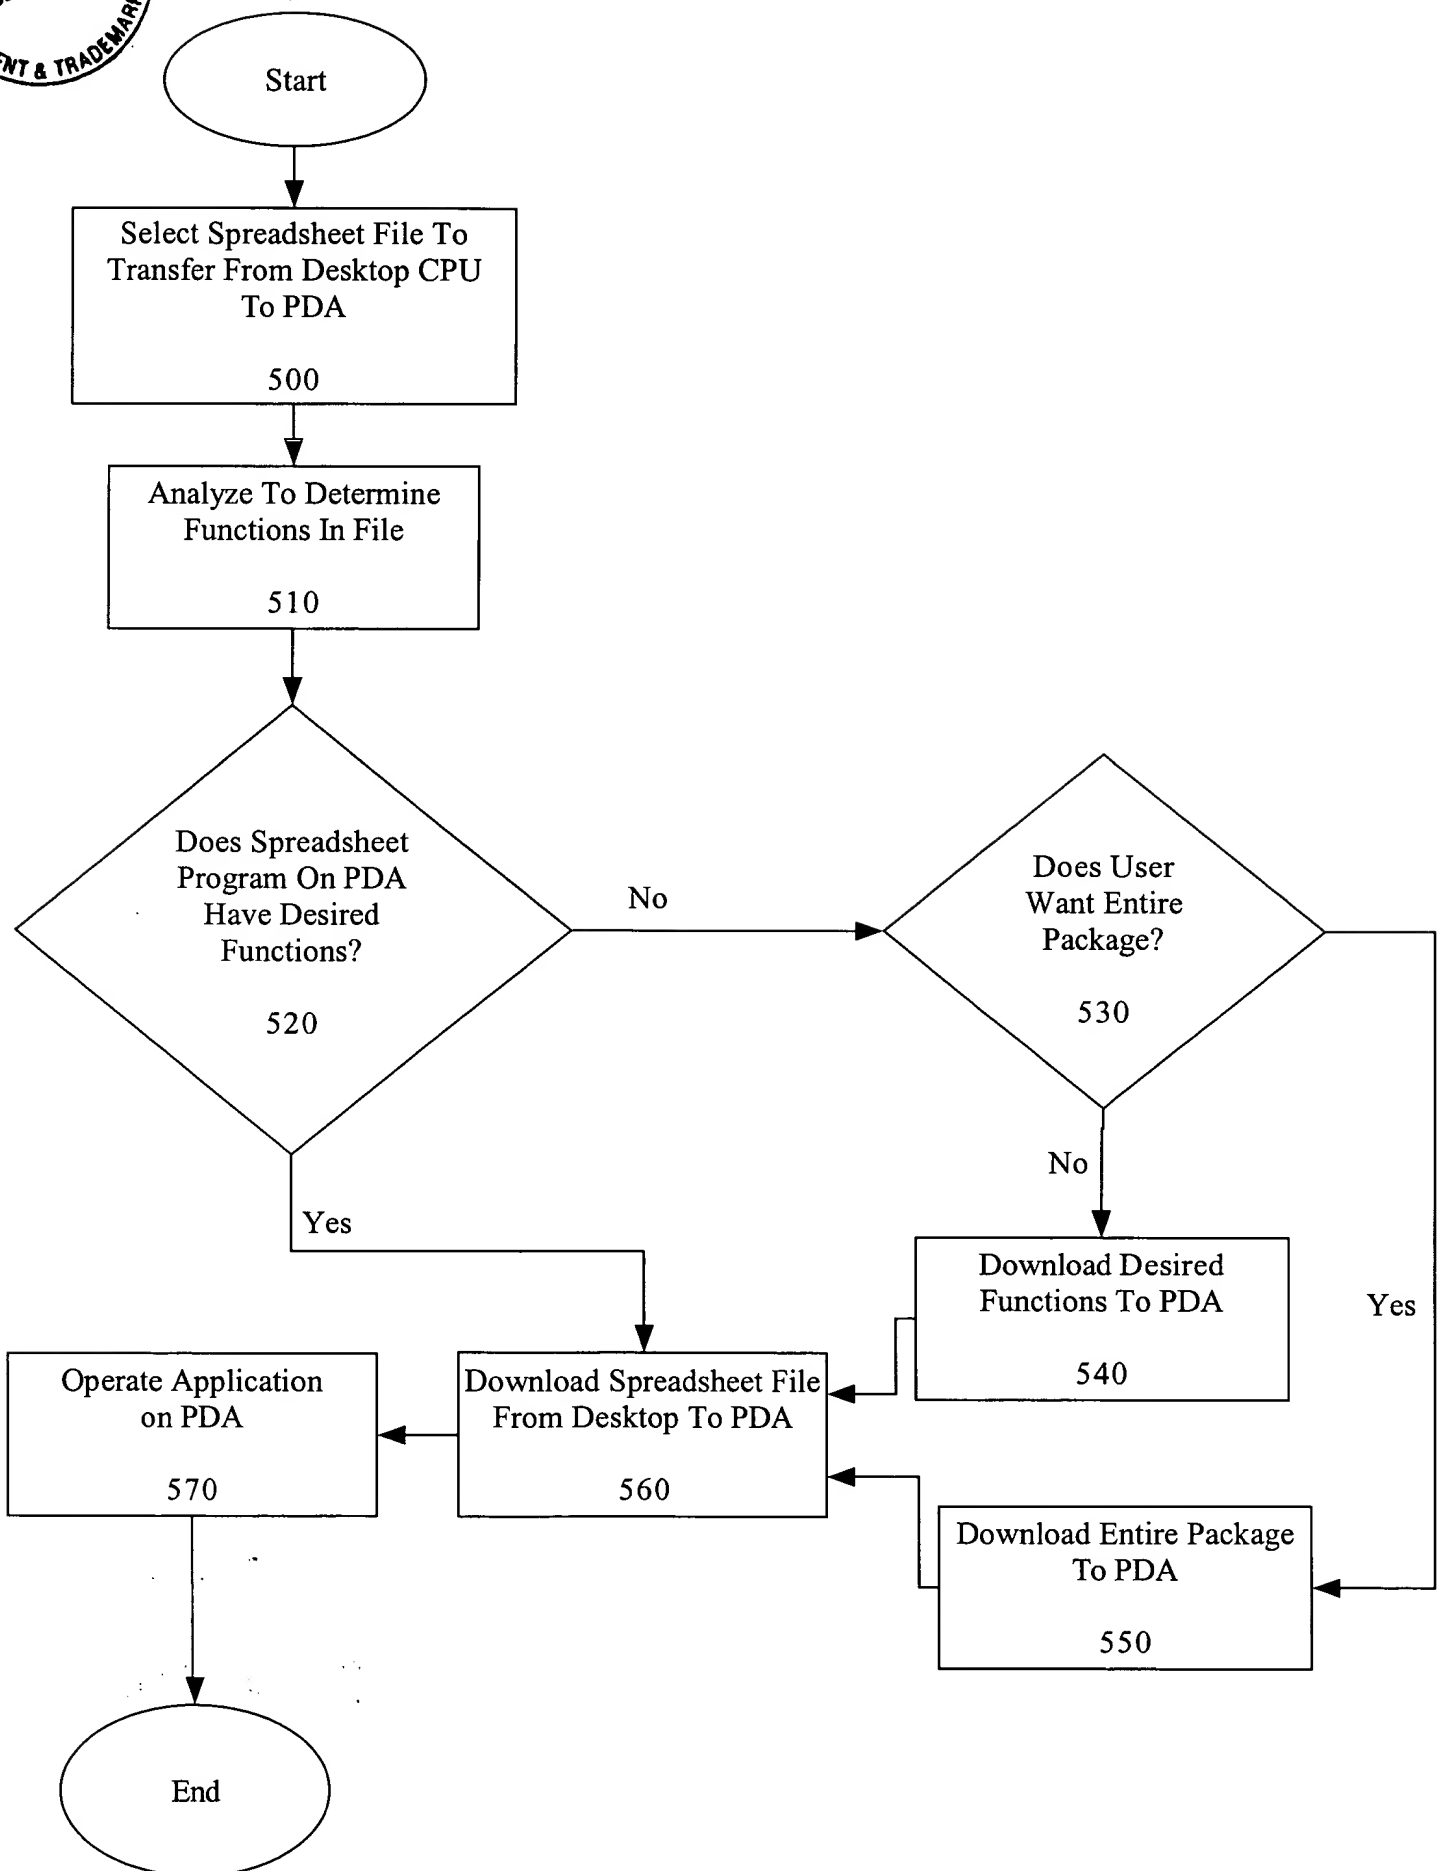 ENT & TRADEMAR
Start
Select Spreadsheet File To
Transfer From Desktop CPU
To PDA
500
Analyze To Determine
Functions In File
510
Does Spreadsheet
Program On PDA
Have Desired
Functions?
520
No
Does User
Want Entire
Package?
530
No
Yes
Download Desired
Functions To PDA
540
Yes
Operate Application
on PDA
570
Download Spreadsheet File
From Desktop To PDA
560
Download Entire Package
To PDA
550
End